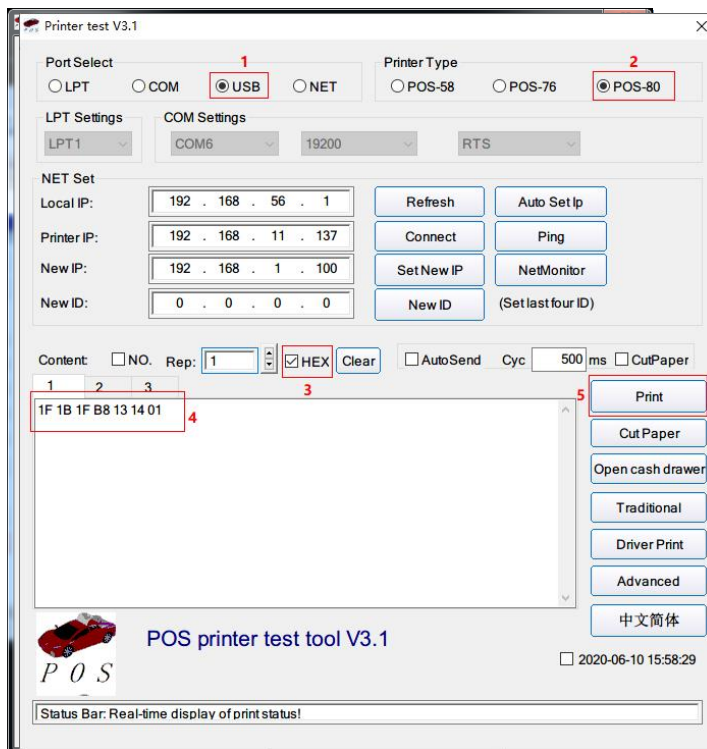 Printer test V3.1
Port Select 1
LPT COM USB NET
Printer Type 2
POS-58 POS-76 POS-80
LPT Settings
LPT1
COM Settings
COM6 19200 RTS
NET Set
Local IP: 192 . 168 . 56 . 1 Refresh Auto Set Ip
Printer IP: 192 . 168 . 11 . 137 Connect Ping
New IP: 192 . 168 . 1 . 100 Set New IP NetMonitor
New ID: 0 . 0 . 0 . 0 New ID (Set last four ID)
Content: NO. Rep: 1 HEX Clear AutoSend Cyc 500 ms CutPaper
1 2 3 3 5 Print
1F 1B 1F B8 13 14 01 4
Cut Paper
Open cash drawer
Traditional
Driver Print
Advanced
中文简体
POS printer test tool V3.1
POS
2020-06-10 15:58:29
Status Bar: Real-time display of print status!